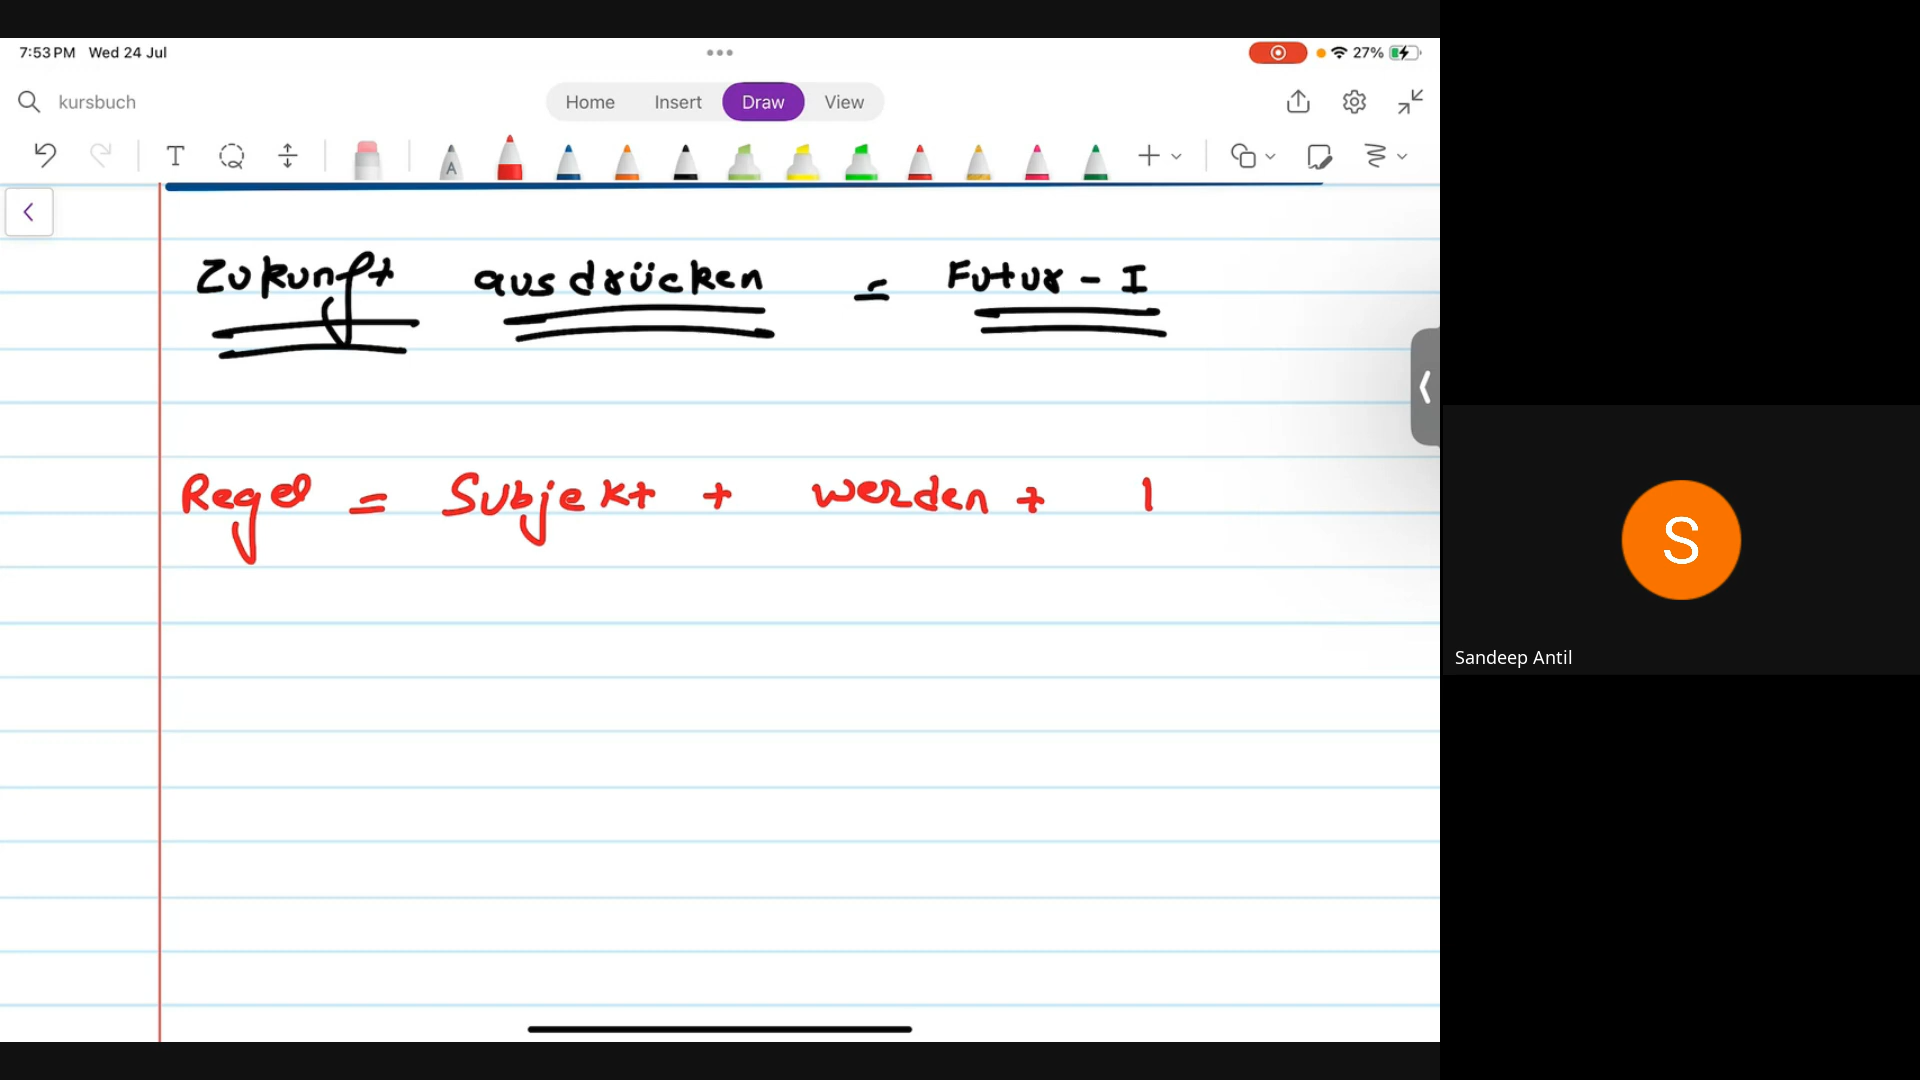 7:53 PM Wed 24 Jul
27%
kursbuch
Home Insert Draw View
T
A
Zukunft ausdrücken = Futur - I
Regel = Subjekt + werden + I
S
Sandeep Antil